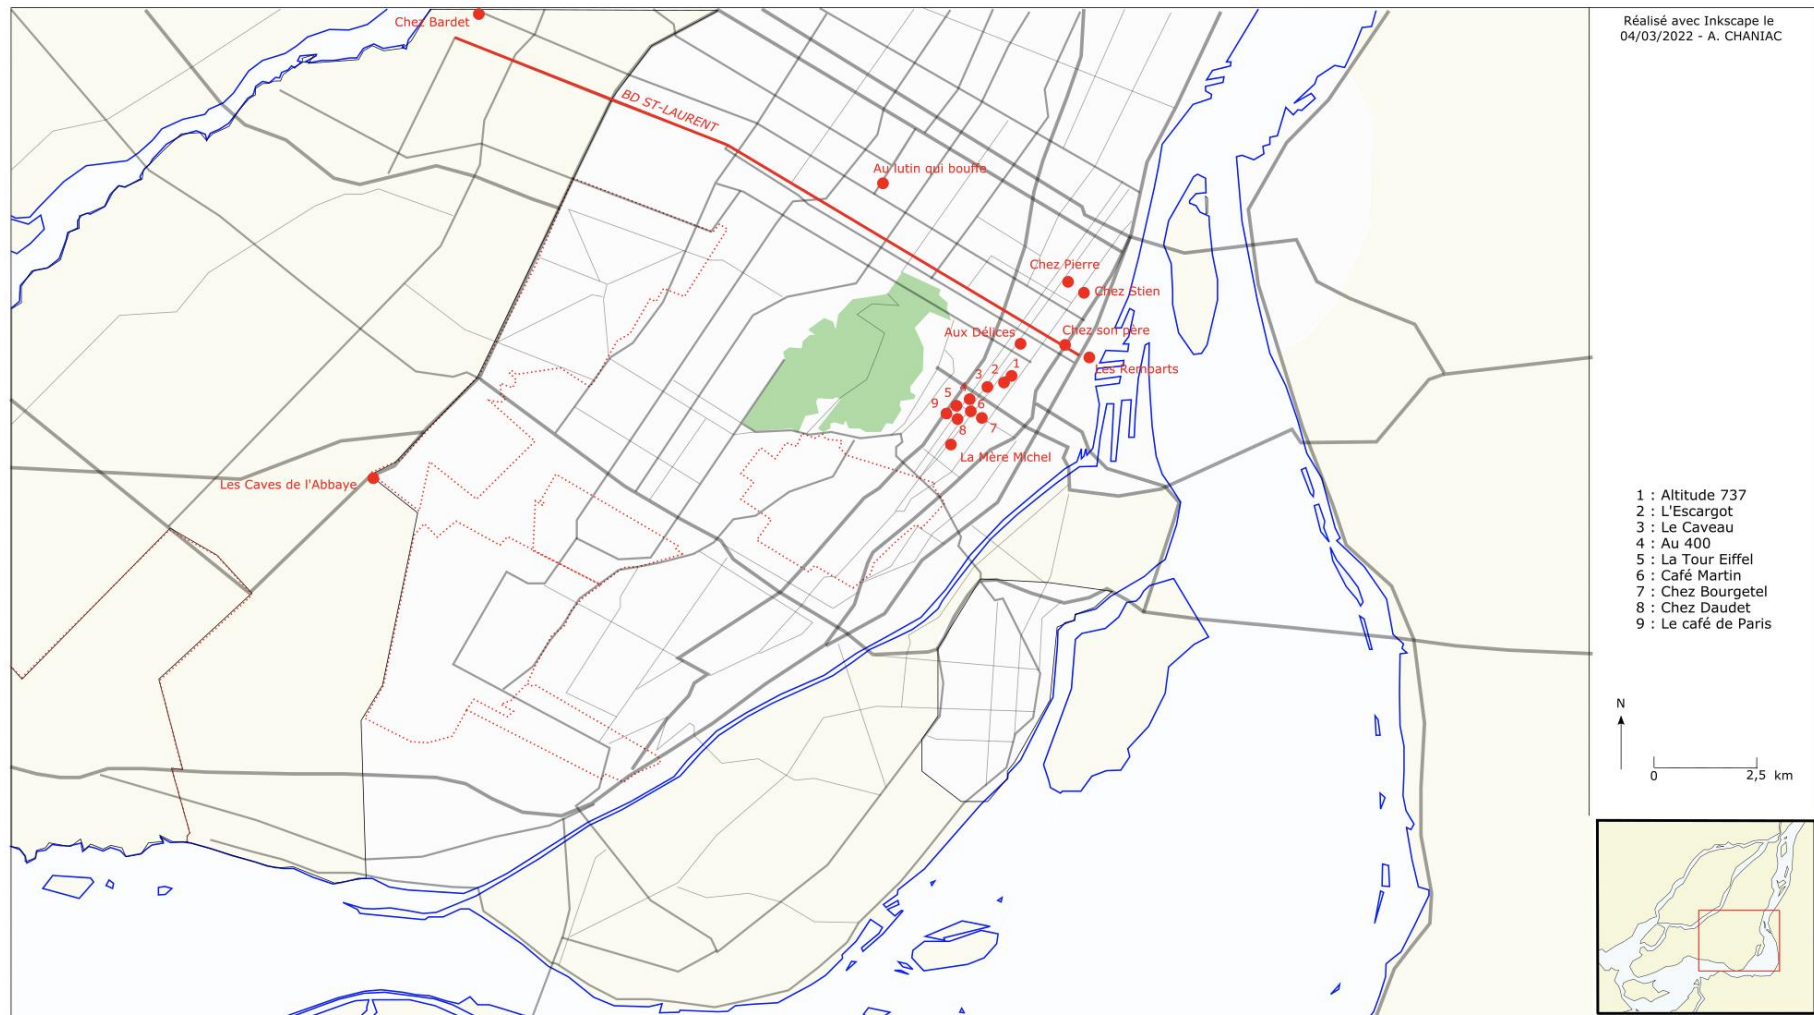 Chez Bardet
Réalisé avec Inkscape le
04/03/2022 - A. CHANIAC
BD ST-LAURENT
Au lutin qui bouffe
Chez Pierre
Chez Stien
Aux Délices
Chez son père
Les Remparts
1
2
3
4
5
6
9
7
8
La Mère Michel
Les Caves de l'Abbaye
1 : Altitude 737
2 : L'Escargot
3 : Le Caveau
4 : Au 400
5 : La Tour Eiffel
6 : Café Martin
7 : Chez Bourgetel
8 : Chez Daudet
9 : Le café de Paris
N
0 2,5 km